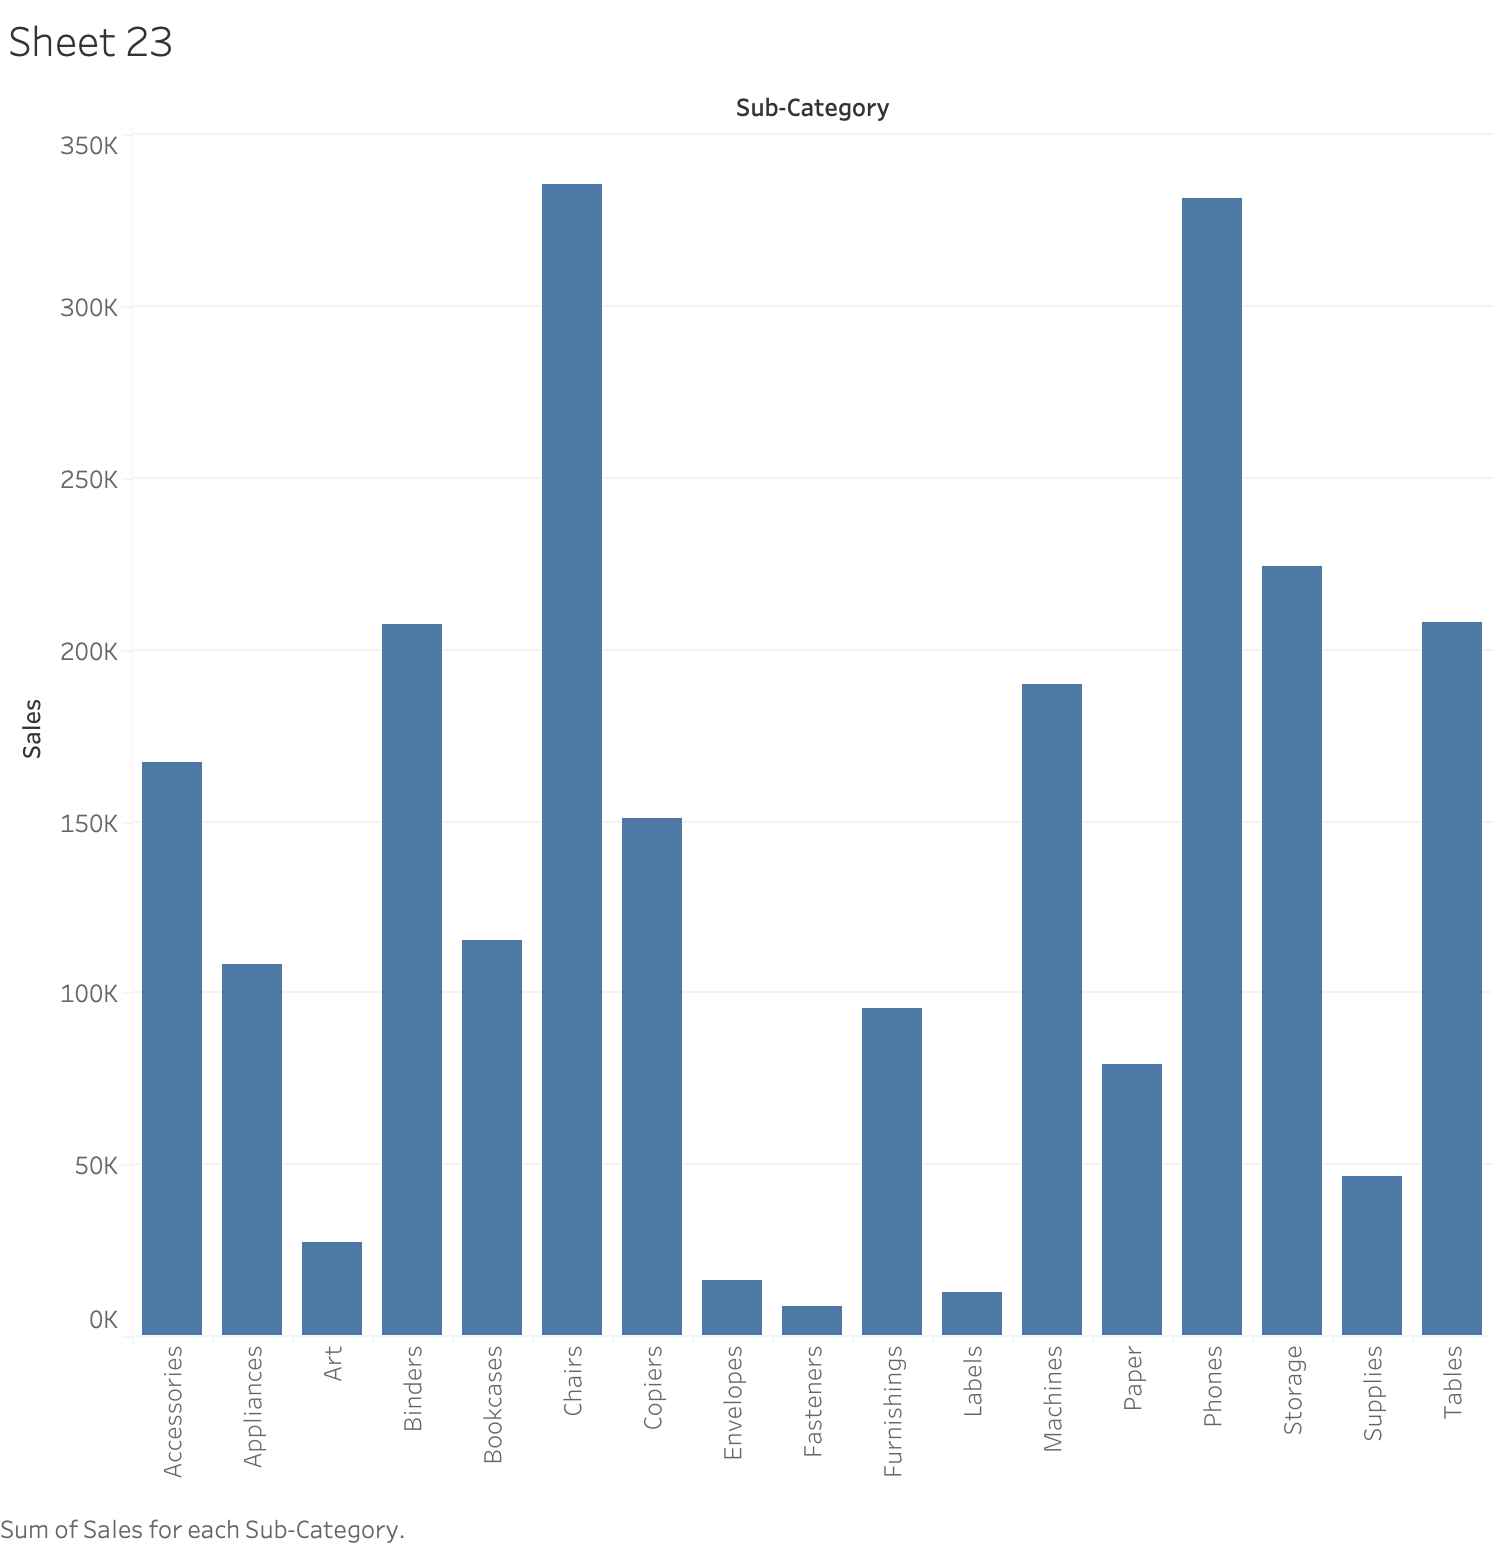 Sheet 23
Sub-Category
350K
300K
250K
200K
150K
100K
50K
0K
Sales
Accessories
Appliances
Art
Binders
Bookcases
Chairs
Copiers
Envelopes
Fasteners
Furnishings
Labels
Machines
Paper
Phones
Storage
Supplies
Tables
Sum of Sales for each Sub-Category.